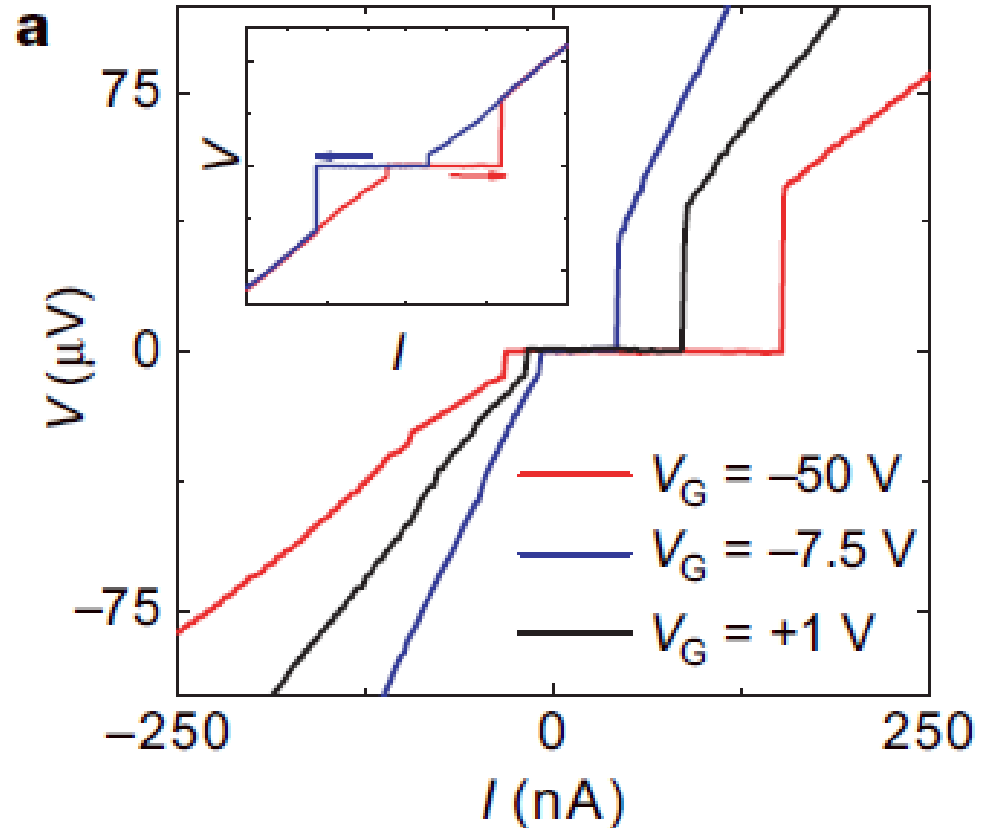 a
75
0
–75
V (μV)
V
I
V_G = –50 V
V_G = –7.5 V
V_G = +1 V
–250
0
250
I (nA)